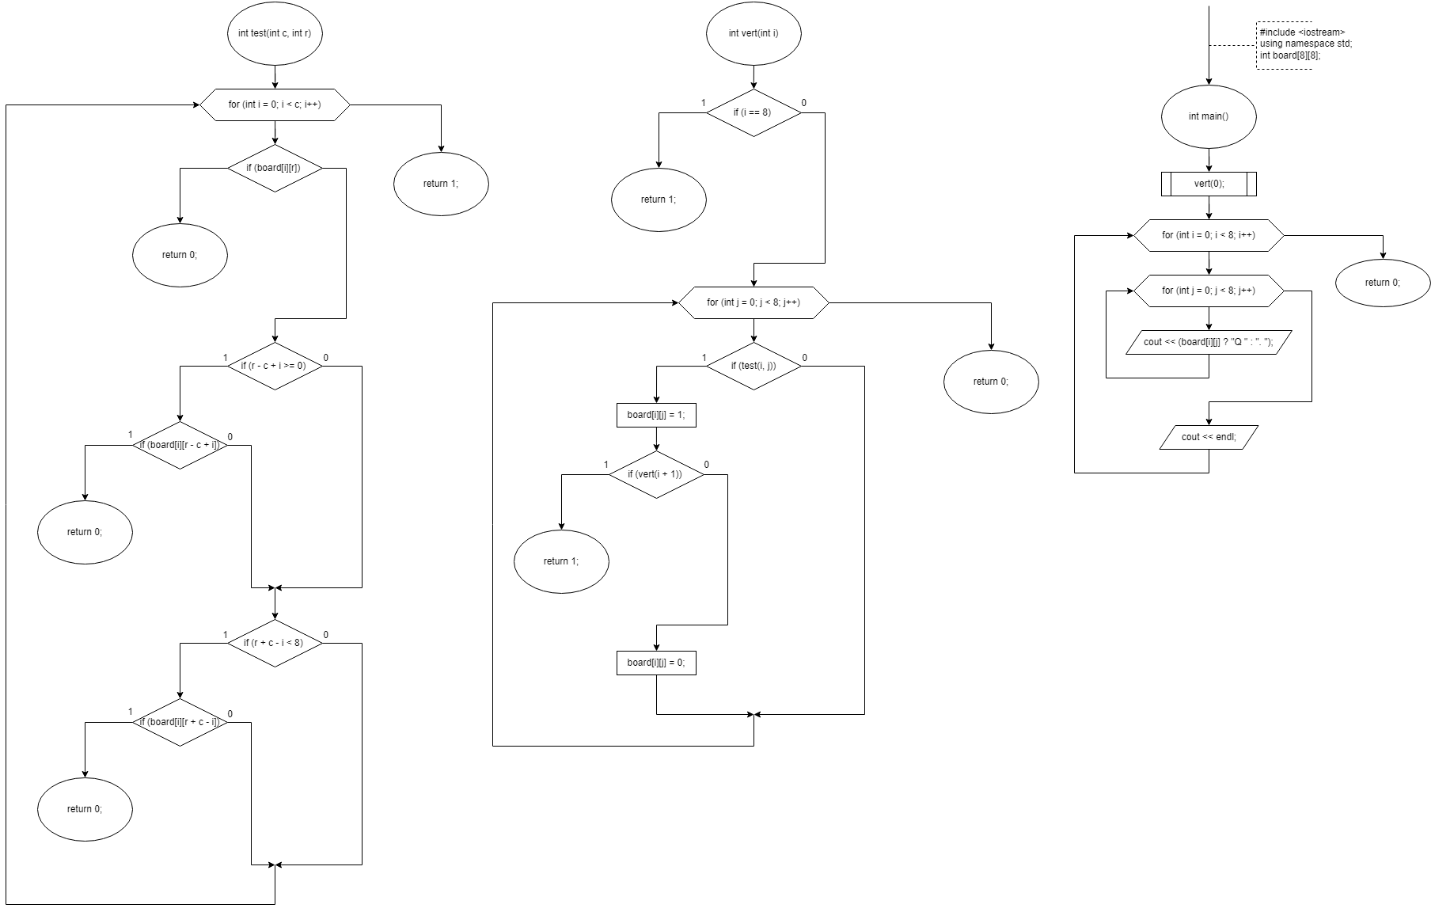 int test(int c, int r)
for (int i = 0; i < c; i++)
if (board[i][r])
return 1;
return 0;
if (r - c + i >= 0)
1
0
if (board[i][r - c + i])
1
0
return 0;
if (r + c - i < 8)
1
0
if (board[i][r + c - i])
1
0
return 0;
int vert(int i)
if (i == 8)
1
0
return 1;
for (int j = 0; j < 8; j++)
if (test(i, j))
1
0
return 0;
board[i][j] = 1;
if (vert(i + 1))
1
0
return 1;
board[i][j] = 0;
#include <iostream>
using namespace std;
int board[8][8];
int main()
vert(0);
for (int i = 0; i < 8; i++)
return 0;
for (int j = 0; j < 8; j++)
cout << (board[i][j] ? "Q " : ". ");
cout << endl;